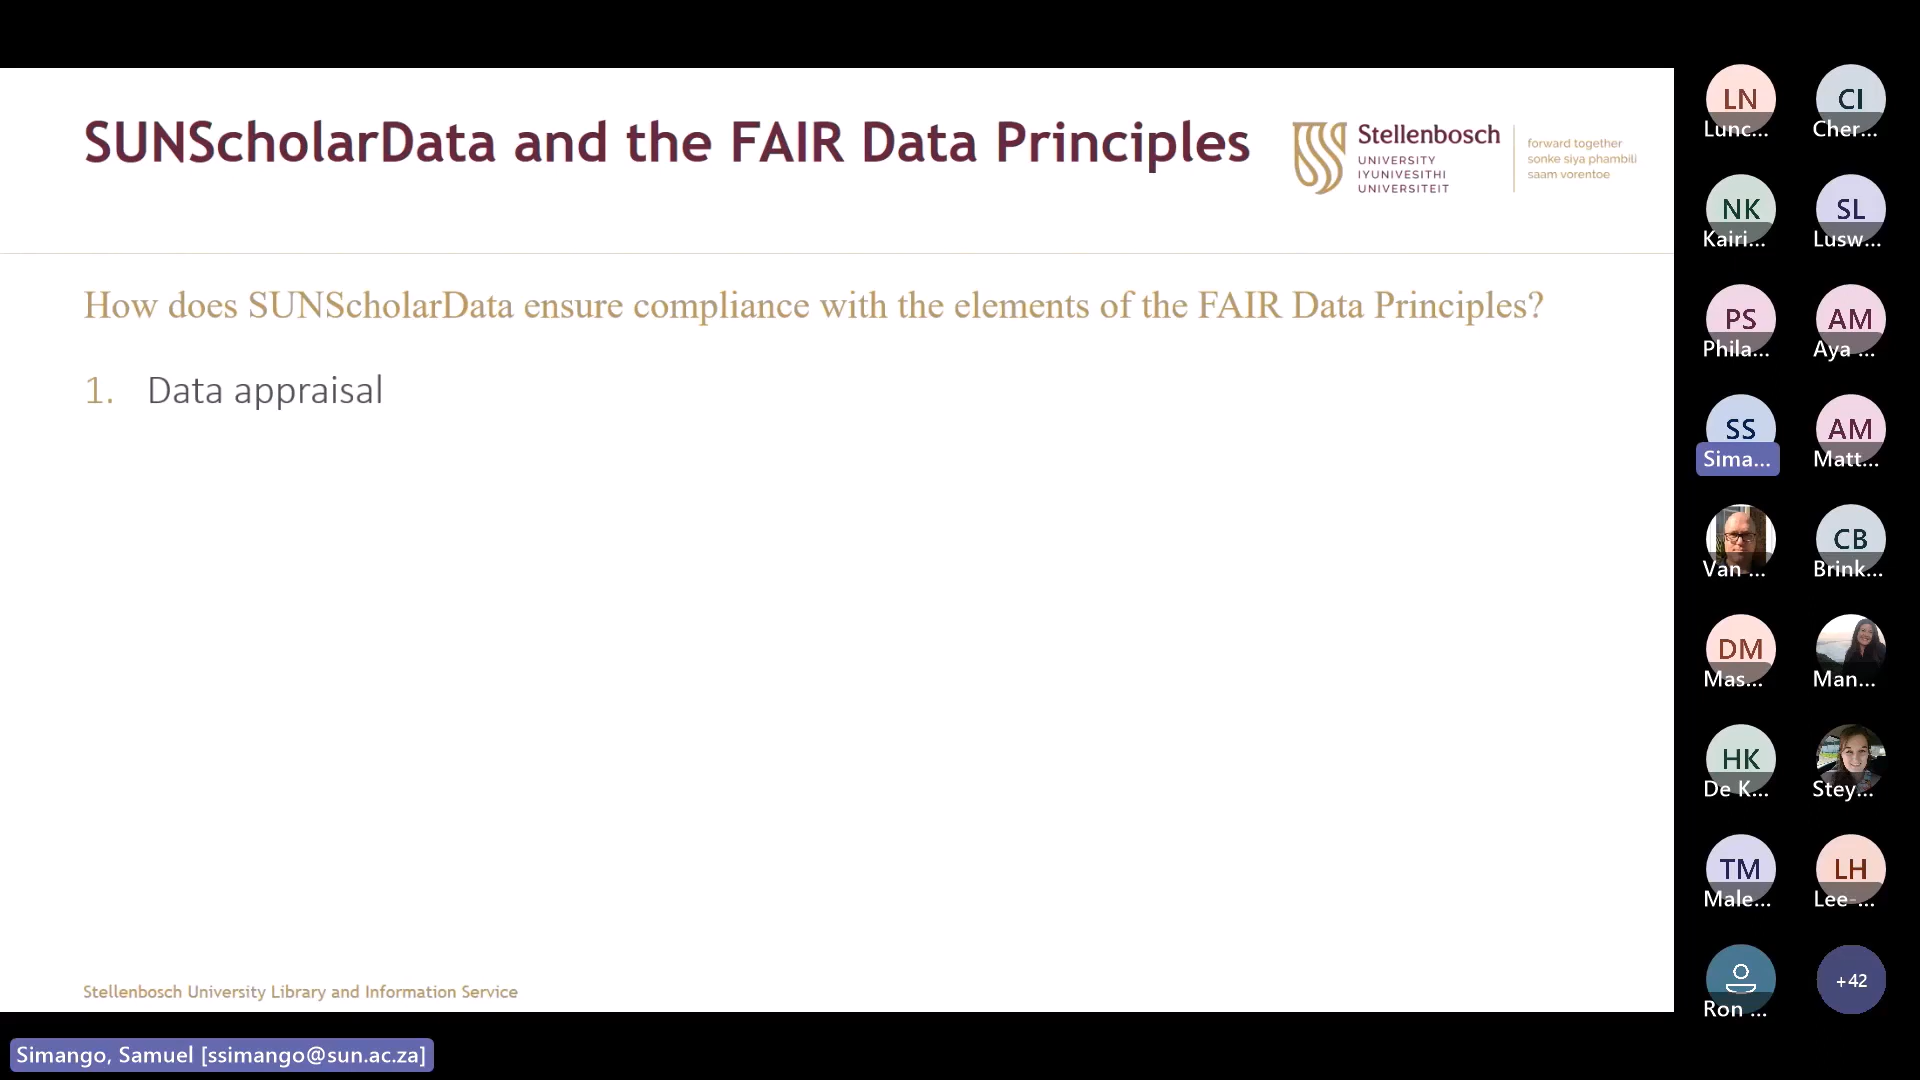 SUNScholarData and the FAIR Data Principles
Stellenbosch
UNIVERSITY
IYUNIVESITHI
UNIVERSITEIT
forward together
sonke siya phambili
saam vorentoe
How does SUNScholarData ensure compliance with the elements of the FAIR Data Principles?
1. Data appraisal
Stellenbosch University Library and Information Service
Simango, Samuel [ssimango@sun.ac.za]
LN
Lunc...
CI
Cher...
NK
Kairi...
SL
Lusw...
PS
Phila...
AM
Aya ...
SS
Sima...
AM
Matt...
Van ...
CB
Brink...
DM
Mas...
Man...
HK
De K...
Stey...
TM
Male...
LH
Lee-...
Ron ...
+42